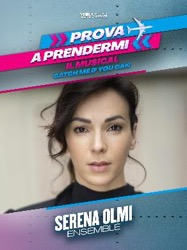 PROVA
A PRENDERMI
IL MUSICAL
CATCH ME IF YOU CAN
SERENA OLMI
ENSEMBLE